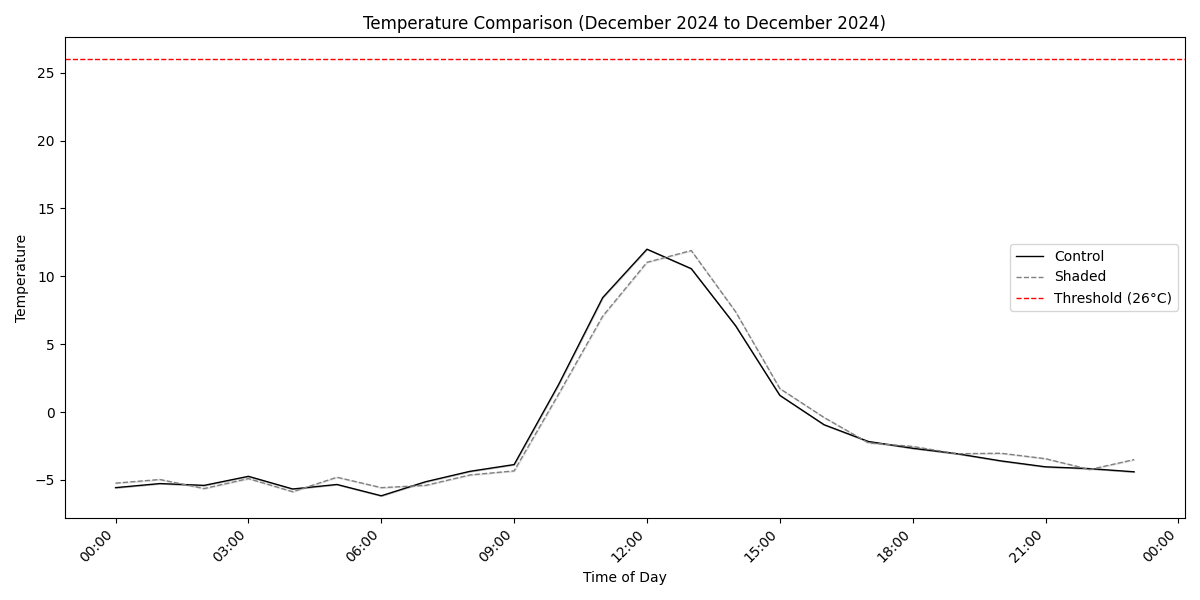 Temperature Comparison (December 2024 to December 2024)
Temperature
25
20
15
10
5
0
−5
Control
Shaded
Threshold (26°C)
00:00
03:00
06:00
09:00
12:00
15:00
18:00
21:00
00:00
Time of Day